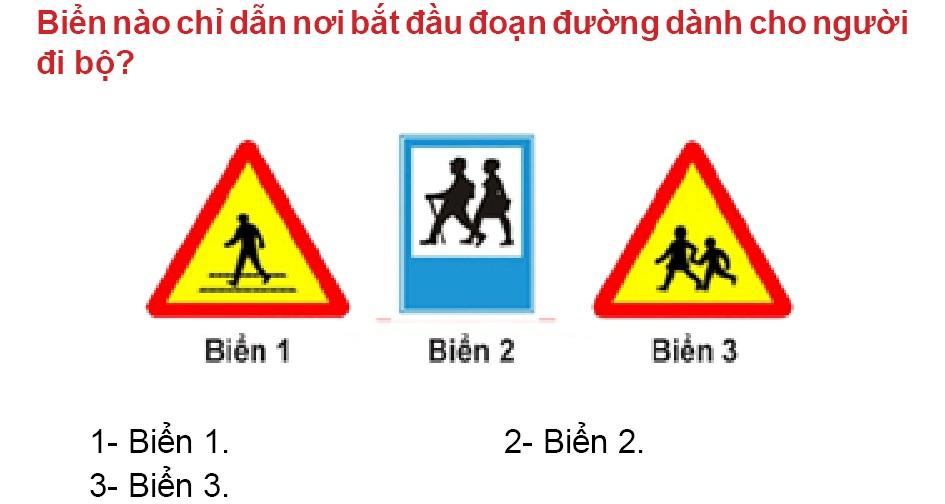 Biển nào chỉ dẫn nơi bắt đầu đoạn đường dành cho người
đi bộ?
Biển 1
Biển 2
Biển 3
1- Biển 1.
2- Biển 2.
3- Biển 3.